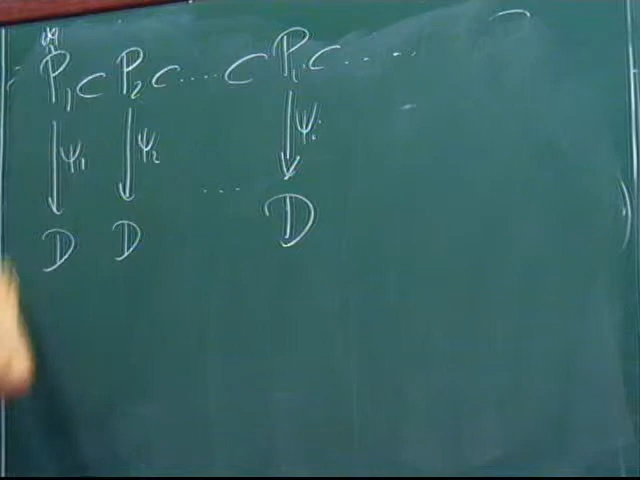 P₁ ⊂ P₂ ⊂ ···· ⊂ Pᵢ ⊂ ·····
↓ψ₁ ↓ψ₂ ↓ψᵢ
...
𝔻 𝔻 𝔻